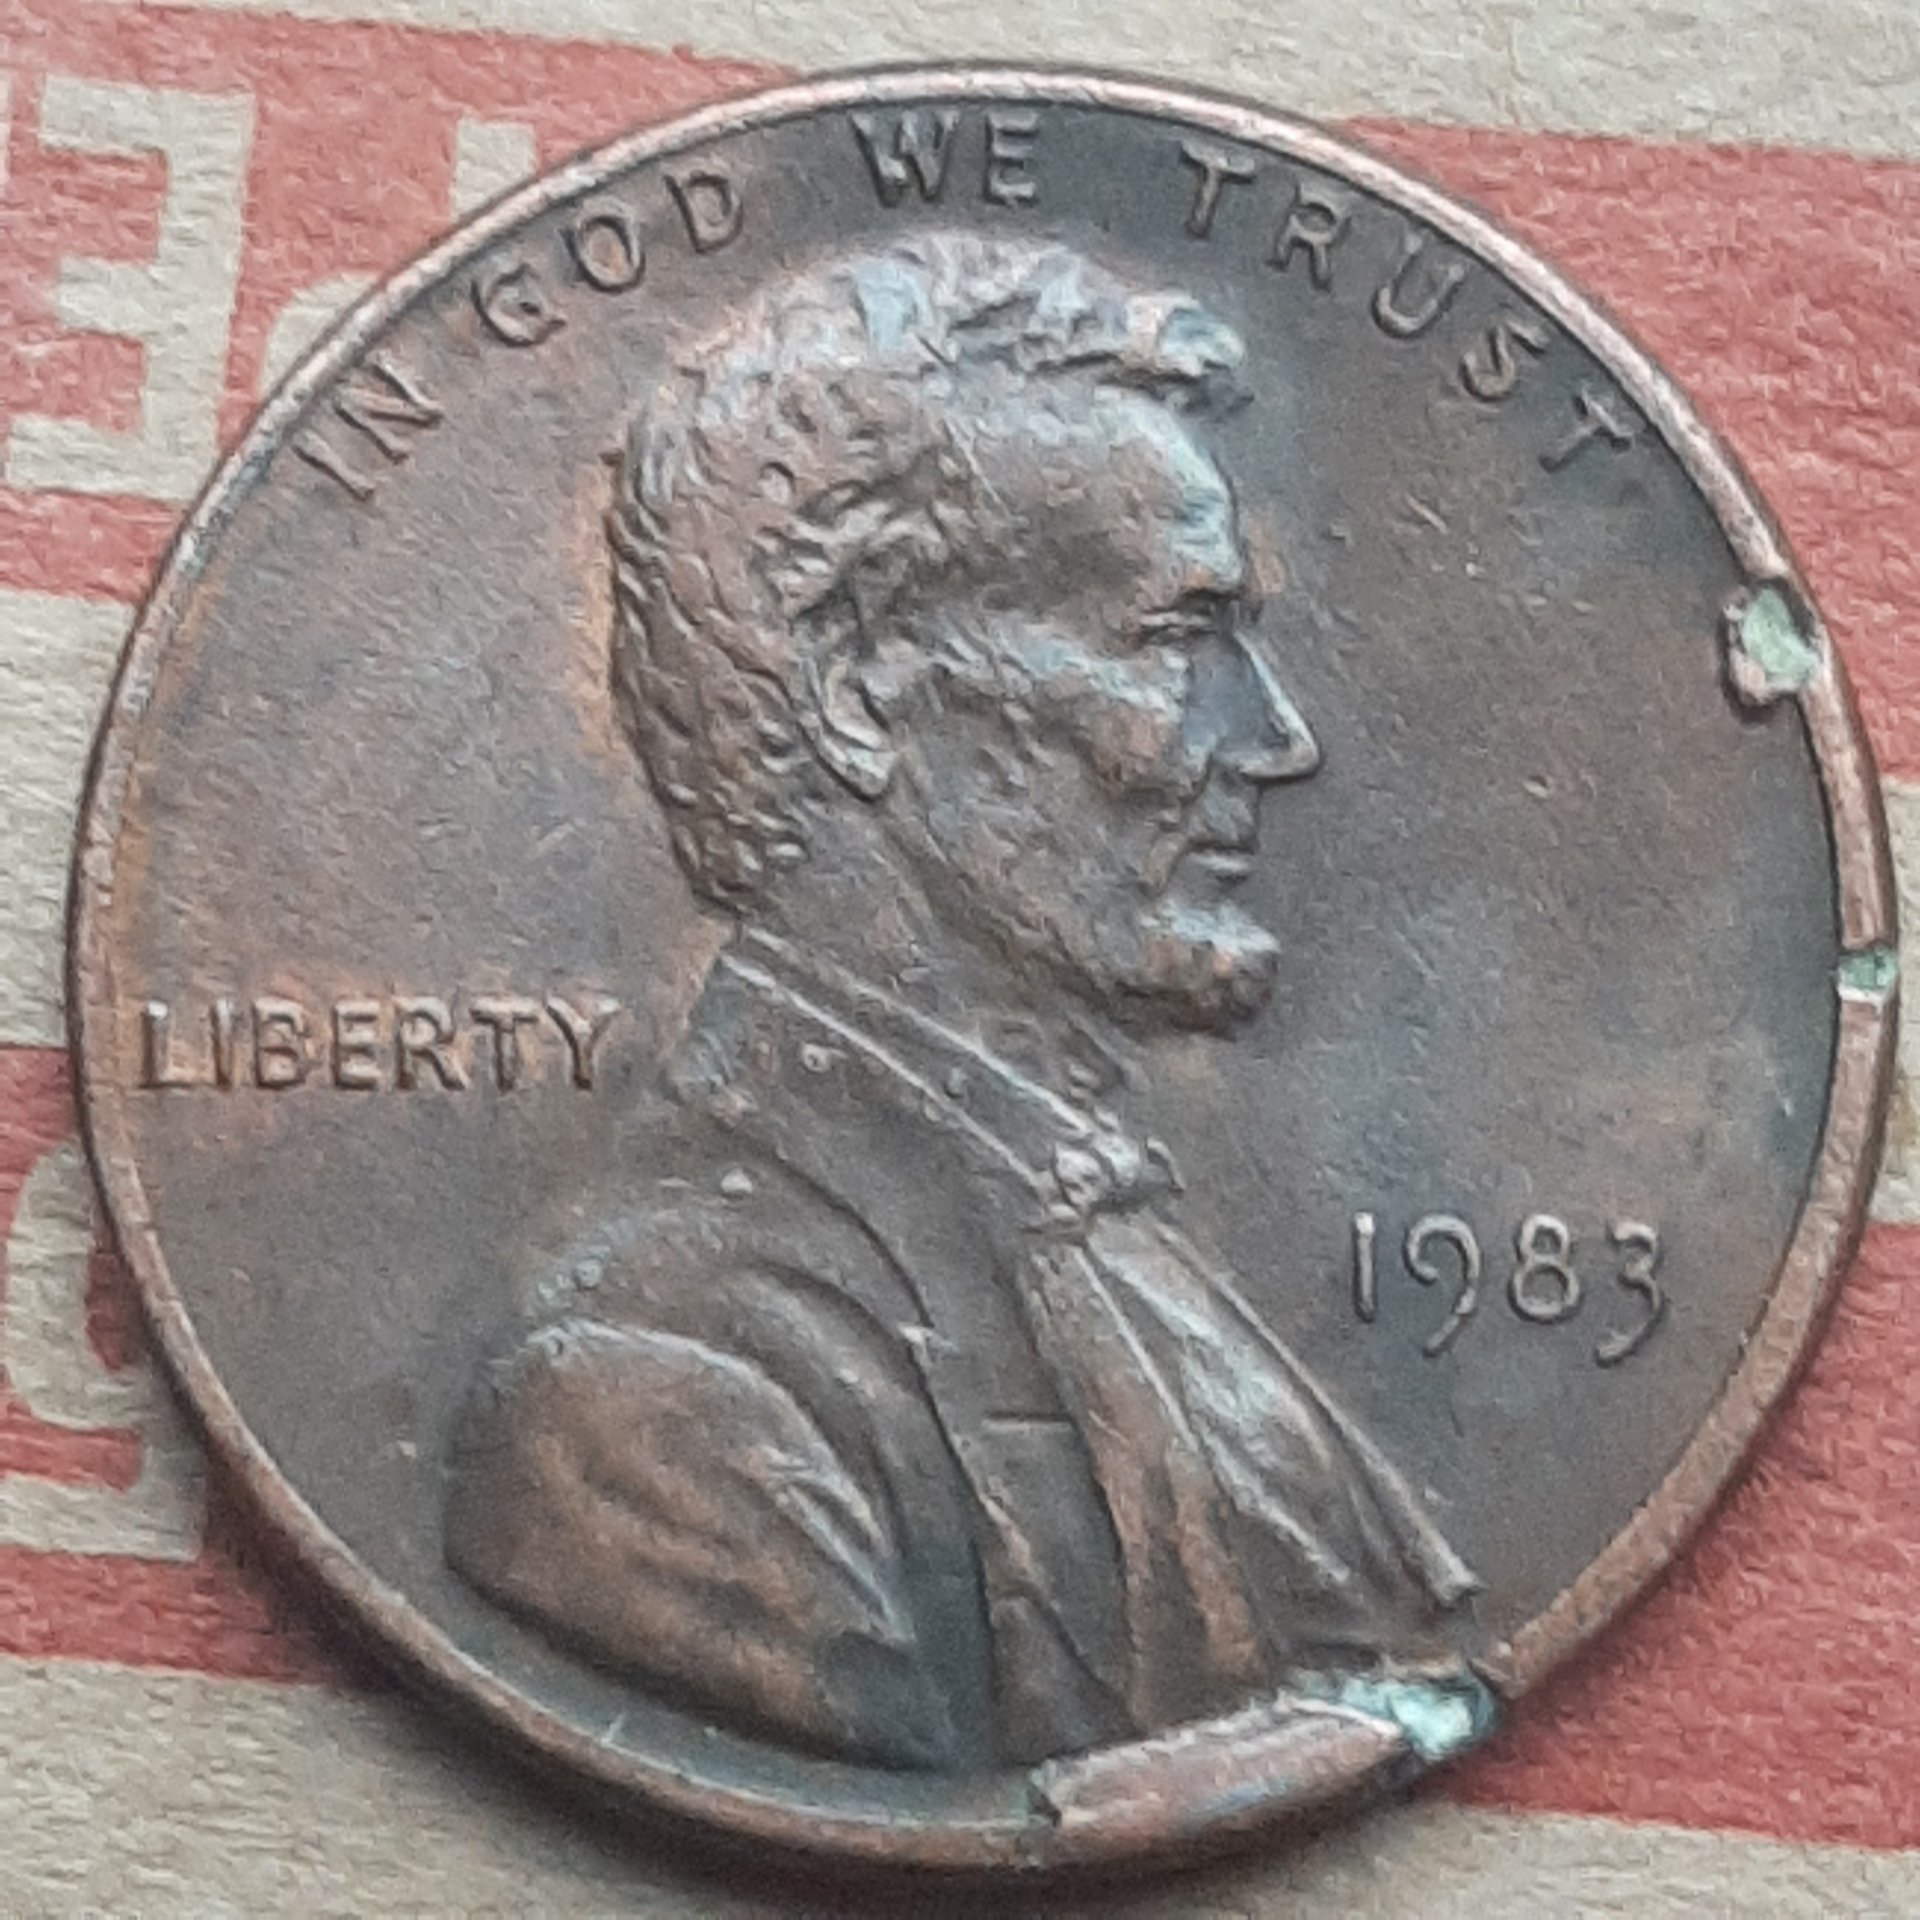 IN GOD WE TRUST
LIBERTY
1983